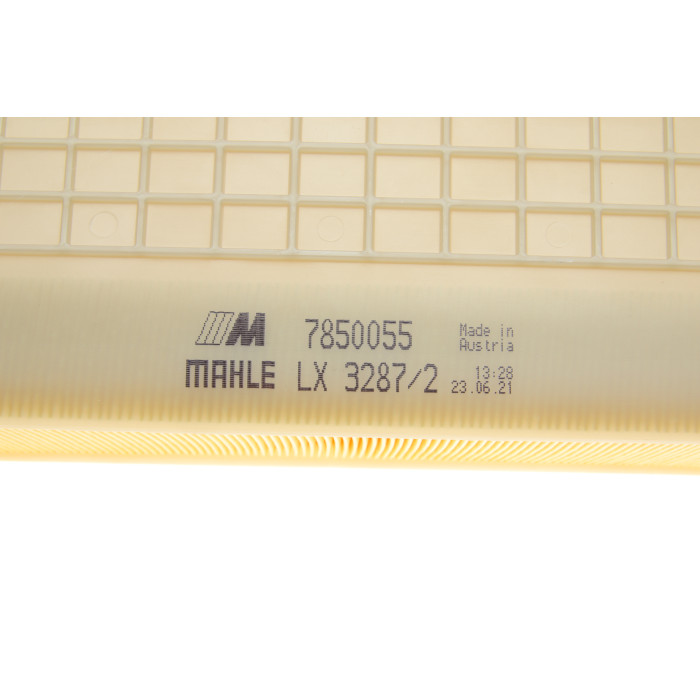 M 7850055 Made in
Austria
MAHLE LX 3287/2 13:28
23.06.21